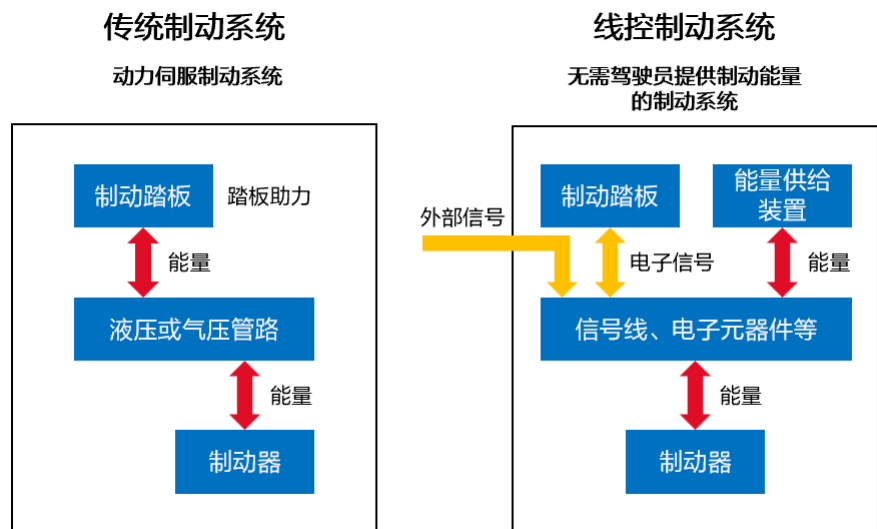 传统制动系统
动力伺服制动系统
制动踏板
踏板助力
能量
液压或气压管路
能量
制动器
线控制动系统
无需驾驶员提供制动能量
的制动系统
外部信号
制动踏板
能量供给
装置
电子信号
能量
信号线、电子元器件等
能量
制动器